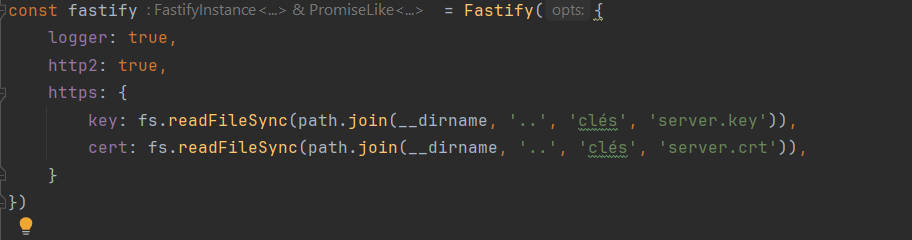 const fastify : FastifyInstance<...> & PromiseLike<...> = Fastify( opts: {
    logger: true,
    http2: true,
    https: {
        key: fs.readFileSync(path.join(__dirname, '..', 'clés', 'server.key')),
        cert: fs.readFileSync(path.join(__dirname, '..', 'clés', 'server.crt')),
    }
})